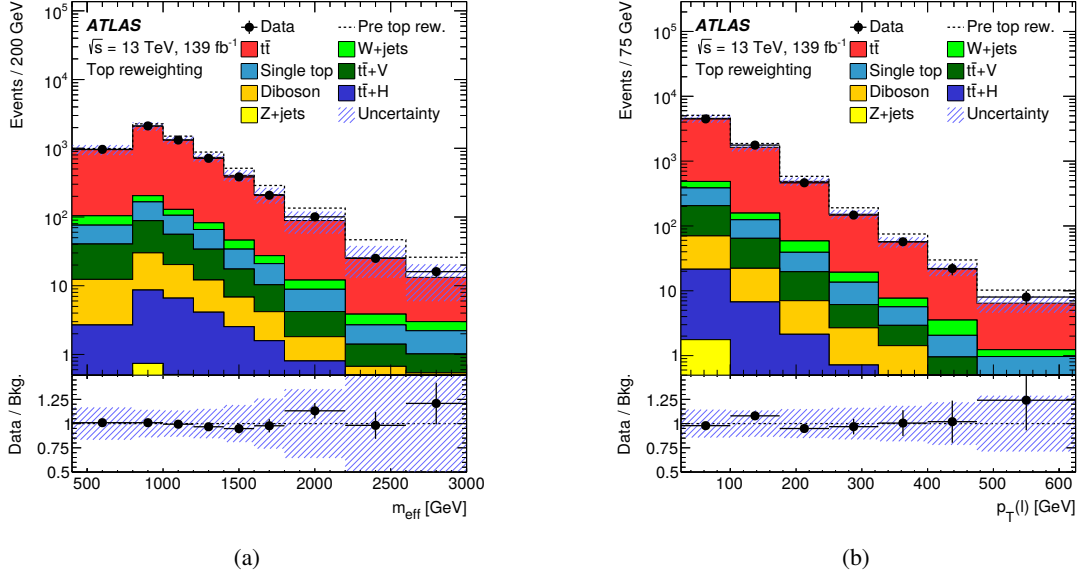 ATLAS
√s = 13 TeV, 139 fb⁻¹
Top reweighting
Data
Pre top rew.
tt̄
W+jets
Single top
tt̄+V
Diboson
tt̄+H
Z+jets
Uncertainty
Events / 200 GeV
10⁵
10⁴
10³
10²
10
1
Data / Bkg.
1.25
1
0.75
0.5
500 1000 1500 2000 2500 3000
m_eff [GeV]
(a)
ATLAS
√s = 13 TeV, 139 fb⁻¹
Top reweighting
Data
Pre top rew.
tt̄
W+jets
Single top
tt̄+V
Diboson
tt̄+H
Z+jets
Uncertainty
Events / 75 GeV
10⁵
10⁴
10³
10²
10
1
Data / Bkg.
1.25
1
0.75
0.5
100 200 300 400 500 600
p_T(l) [GeV]
(b)